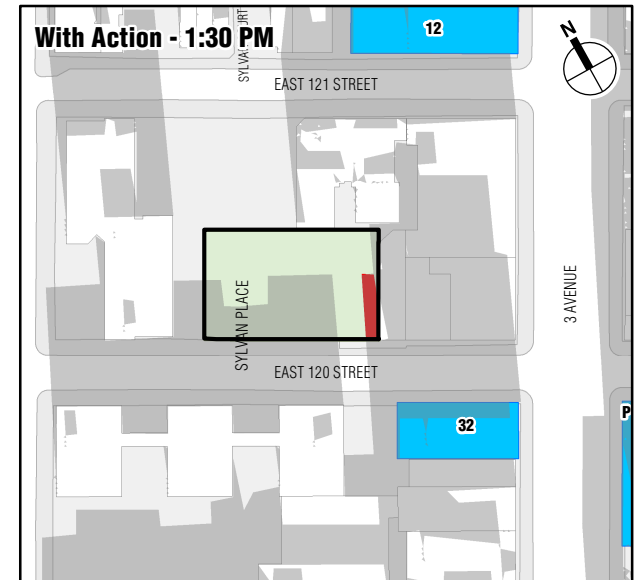 With Action - 1:30 PM
12
N
SYLVAN COURT
EAST 121 STREET
SYLVAN PLACE
3 AVENUE
EAST 120 STREET
32
P